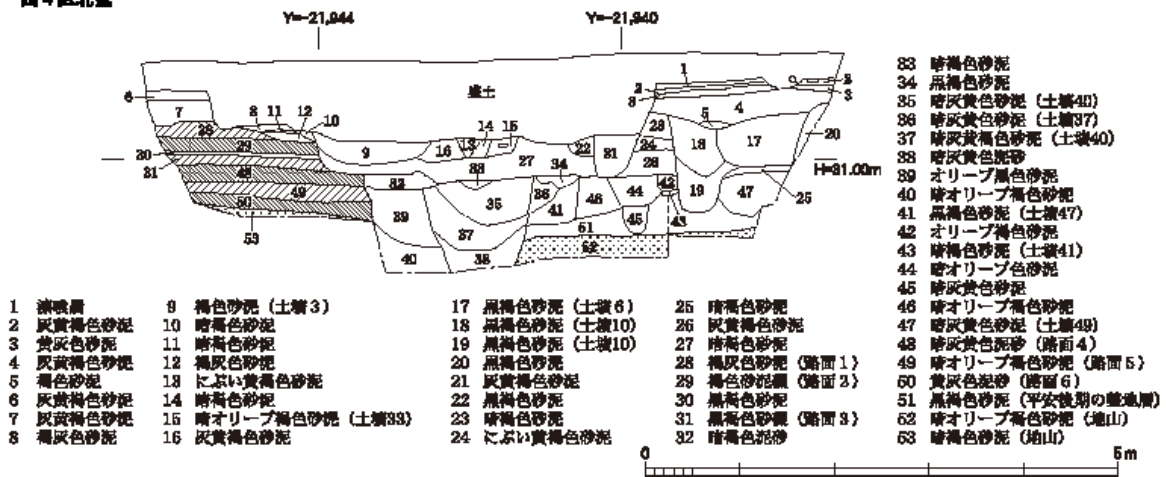 Y=-21,944
Y=-21,940
盛土
H=31.00m
1 漆喰層
2 灰黄褐色砂泥
3 黄灰色砂泥
4 灰黄褐色砂泥
5 褐色砂泥
6 灰黄褐色砂泥
7 灰黄褐色砂泥
8 褐灰色砂泥
9 褐色砂泥（土壙3）
10 暗褐色砂泥
11 暗褐色砂泥
12 褐灰色砂泥
13 にぶい黄褐色砂泥
14 暗褐色砂泥
15 暗オリーブ褐色砂泥（土壙33）
16 灰黄褐色砂泥
17 黒褐色砂泥（土壙6）
18 黒褐色砂泥（土壙10）
19 黒褐色砂泥（土壙10）
20 黒褐色砂泥
21 灰黄褐色砂泥
22 黒褐色砂泥
23 暗褐色砂泥
24 にぶい黄褐色砂泥
25 暗褐色砂泥
26 灰黄褐色砂泥
27 暗褐色砂泥
28 褐灰色砂泥（路面1）
29 褐色砂泥礫（路面2）
30 黒褐色砂泥
31 黒褐色砂礫（路面3）
32 暗褐色泥砂
33 暗褐色砂泥
34 黒褐色砂泥
35 暗灰黄色砂泥（土壙40）
36 暗灰黄色砂泥（土壙37）
37 暗灰黄褐色砂泥（土壙40）
38 暗灰黄色泥砂
39 オリーブ黒色砂泥
40 暗オリーブ褐色砂泥
41 黒褐色砂泥（土壙47）
42 オリーブ褐色砂泥
43 暗褐色砂泥（土壙41）
44 暗オリーブ色砂泥
45 暗灰黄色砂泥
46 暗オリーブ褐色砂泥
47 暗灰黄色砂泥（土壙49）
48 暗灰黄色泥砂（路面4）
49 暗オリーブ褐色砂泥（路面5）
50 黄灰色泥砂（路面6）
51 黒褐色砂泥（平安後期の整地層）
52 暗オリーブ褐色砂泥（地山）
53 暗褐色砂泥（地山）
0
5m